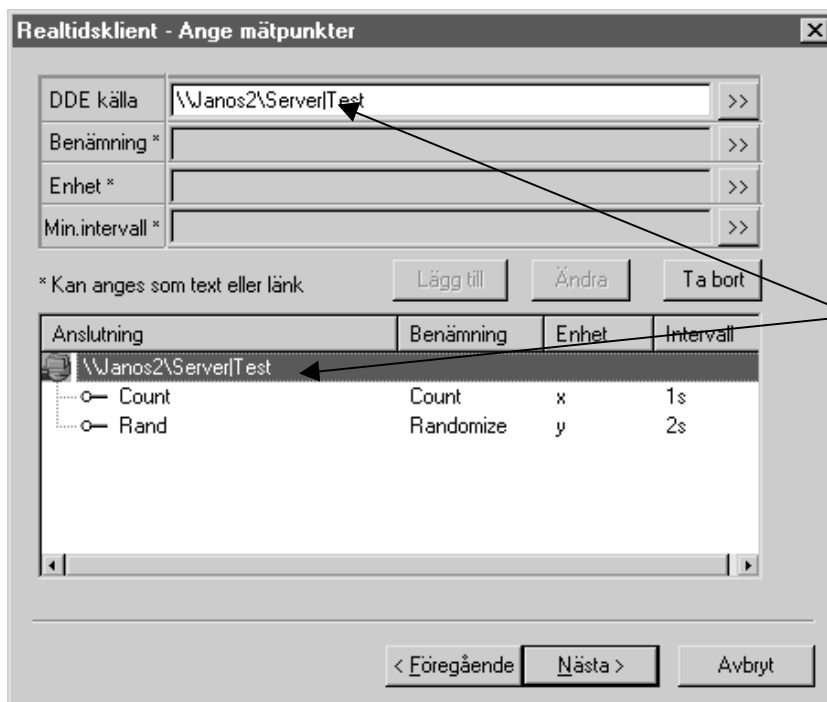 Realtidsklient - Ange mätpunkter
DDE källa \\Janos2\Server|Test >>
Benämning * >>
Enhet * >>
Min.intervall * >>
* Kan anges som text eller länk Lägg till Ändra Ta bort
Anslutning Benämning Enhet Intervall
\\Janos2\Server|Test
Count Count x 1s
Rand Randomize y 2s
< Föregående Nästa > Avbryt